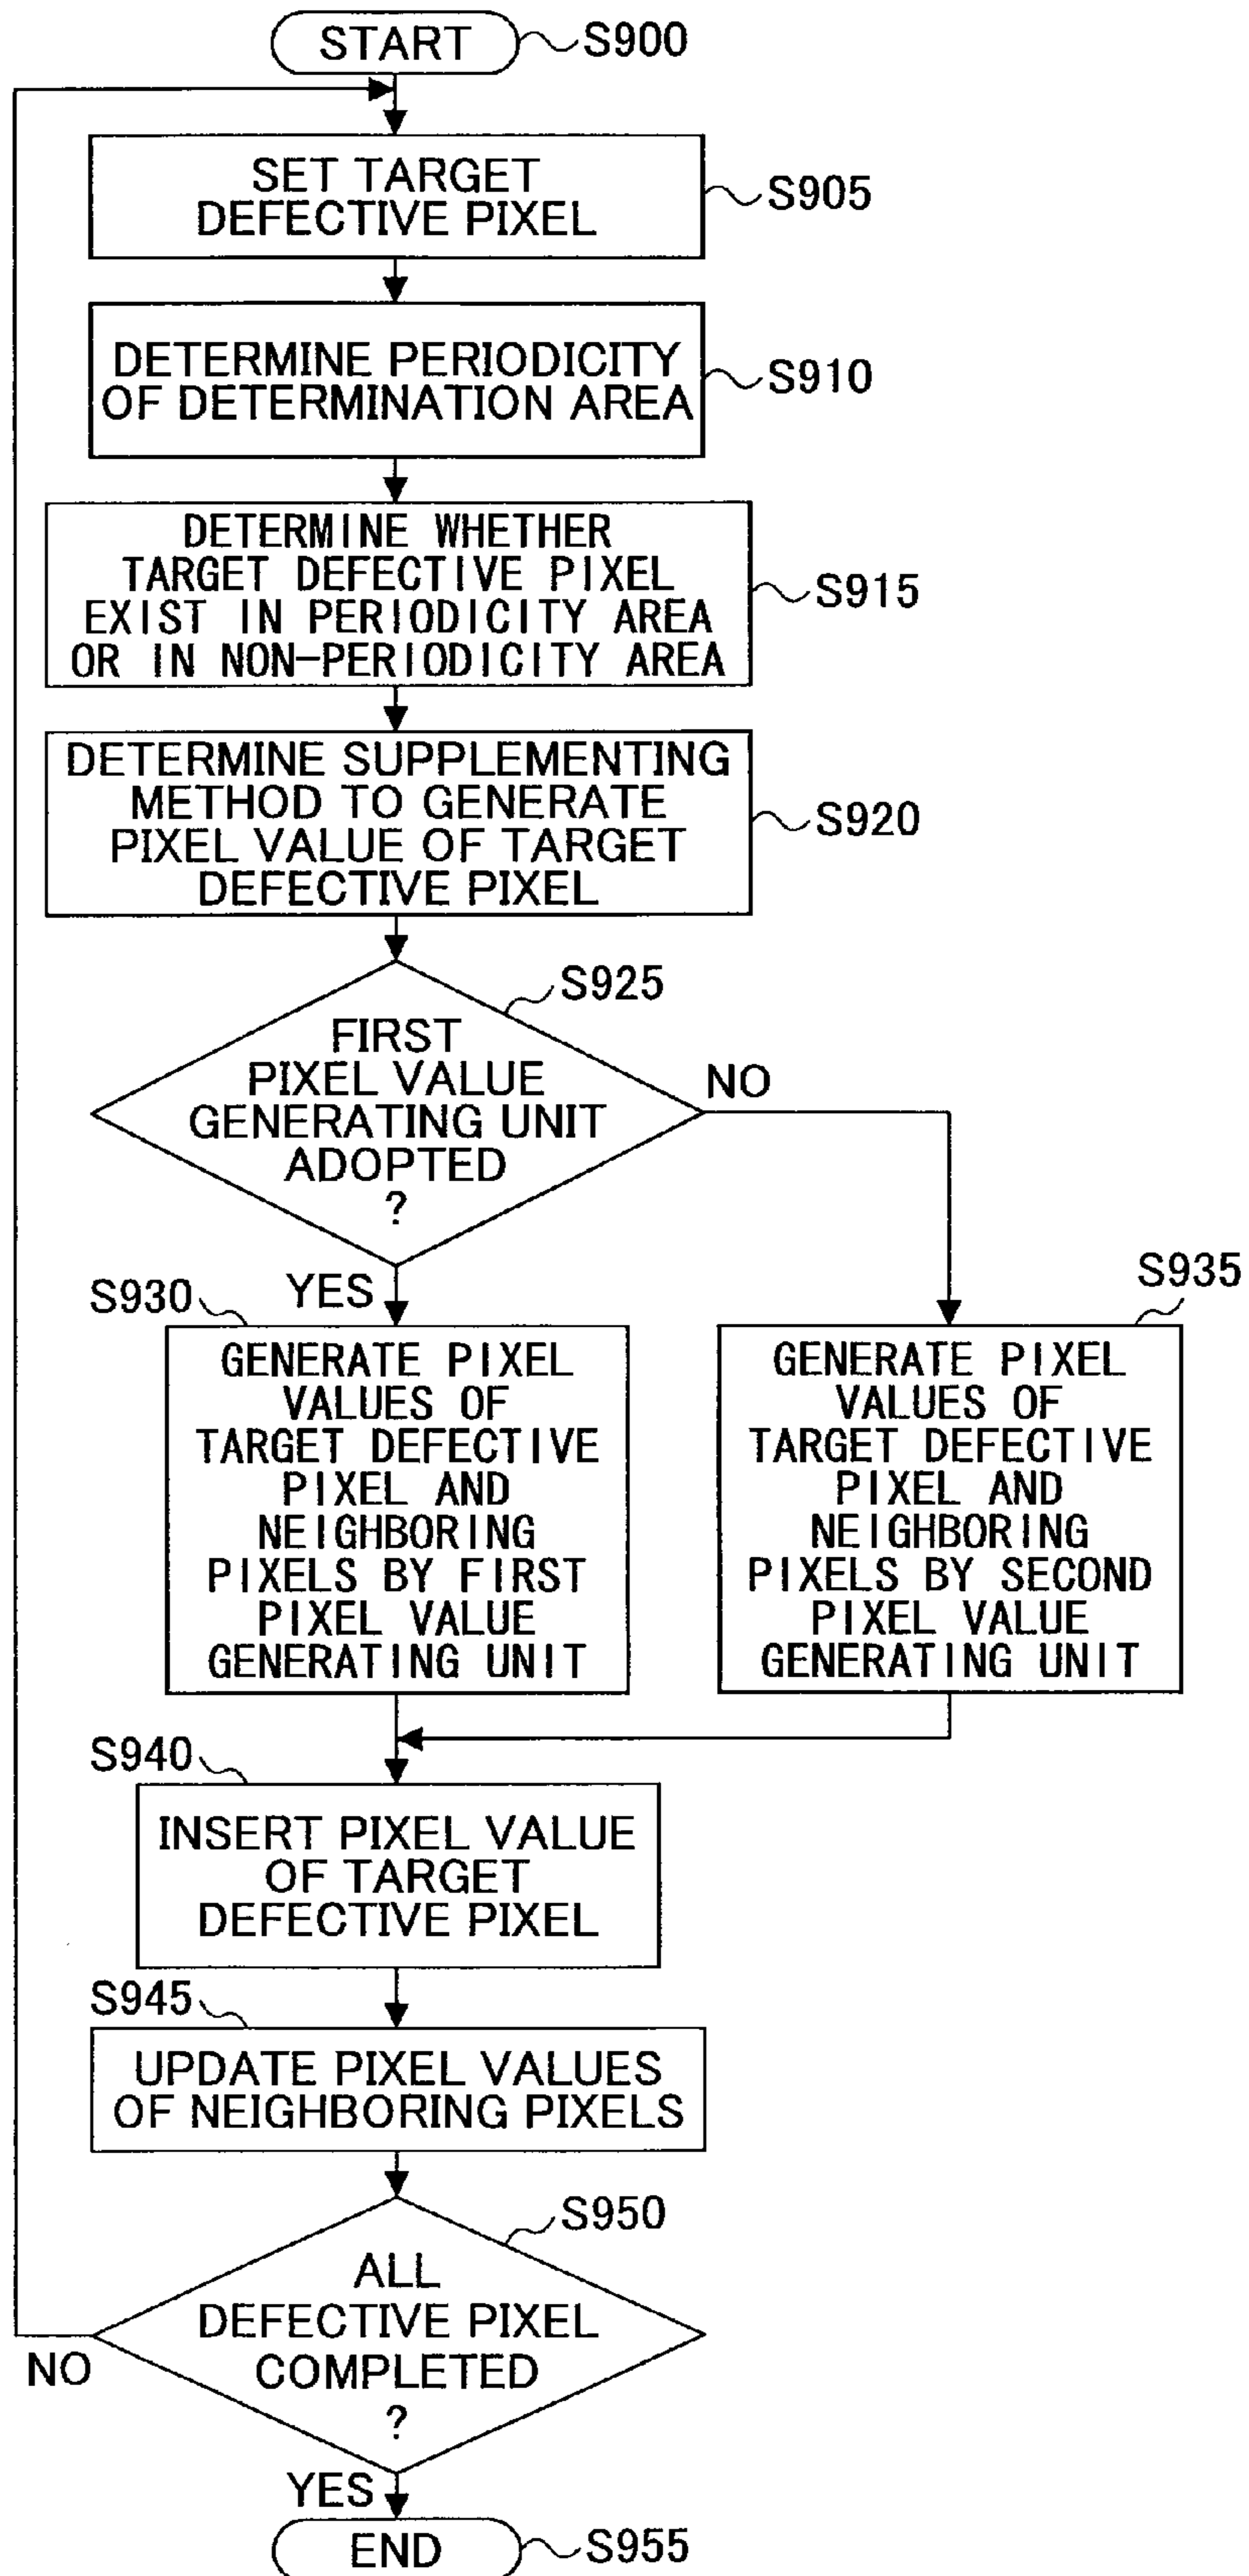 START
S900
SET TARGET
DEFECTIVE PIXEL
S905
DETERMINE PERIODICITY
OF DETERMINATION AREA
S910
DETERMINE WHETHER
TARGET DEFECTIVE PIXEL
EXIST IN PERIODICITY AREA
OR IN NON-PERIODICITY AREA
S915
DETERMINE SUPPLEMENTING
METHOD TO GENERATE
PIXEL VALUE OF TARGET
DEFECTIVE PIXEL
S920
S925
FIRST
PIXEL VALUE
GENERATING UNIT
ADOPTED
?
NO
YES
S930
GENERATE PIXEL
VALUES OF
TARGET DEFECTIVE
PIXEL AND
NEIGHBORING
PIXELS BY FIRST
PIXEL VALUE
GENERATING UNIT
S935
GENERATE PIXEL
VALUES OF
TARGET DEFECTIVE
PIXEL AND
NEIGHBORING
PIXELS BY SECOND
PIXEL VALUE
GENERATING UNIT
S940
INSERT PIXEL VALUE
OF TARGET
DEFECTIVE PIXEL
S945
UPDATE PIXEL VALUES
OF NEIGHBORING PIXELS
S950
ALL
DEFECTIVE PIXEL
COMPLETED
?
NO
YES
END
S955